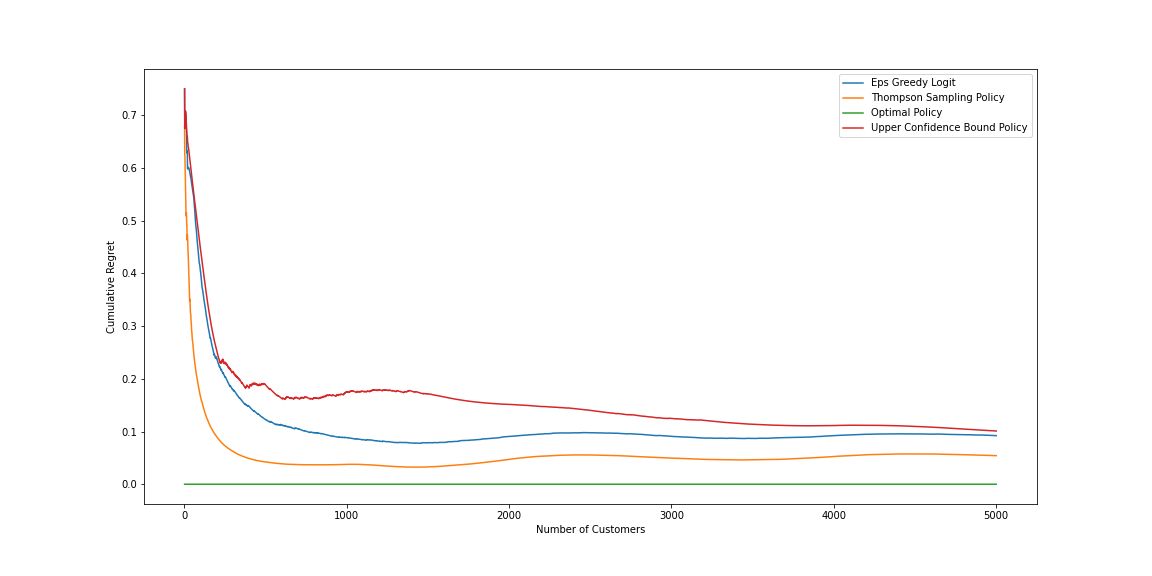 Eps Greedy Logit
Thompson Sampling Policy
Optimal Policy
Upper Confidence Bound Policy
0.7
0.6
0.5
0.4
0.3
0.2
0.1
0.0
Cumulative Regret
0
1000
2000
3000
4000
5000
Number of Customers